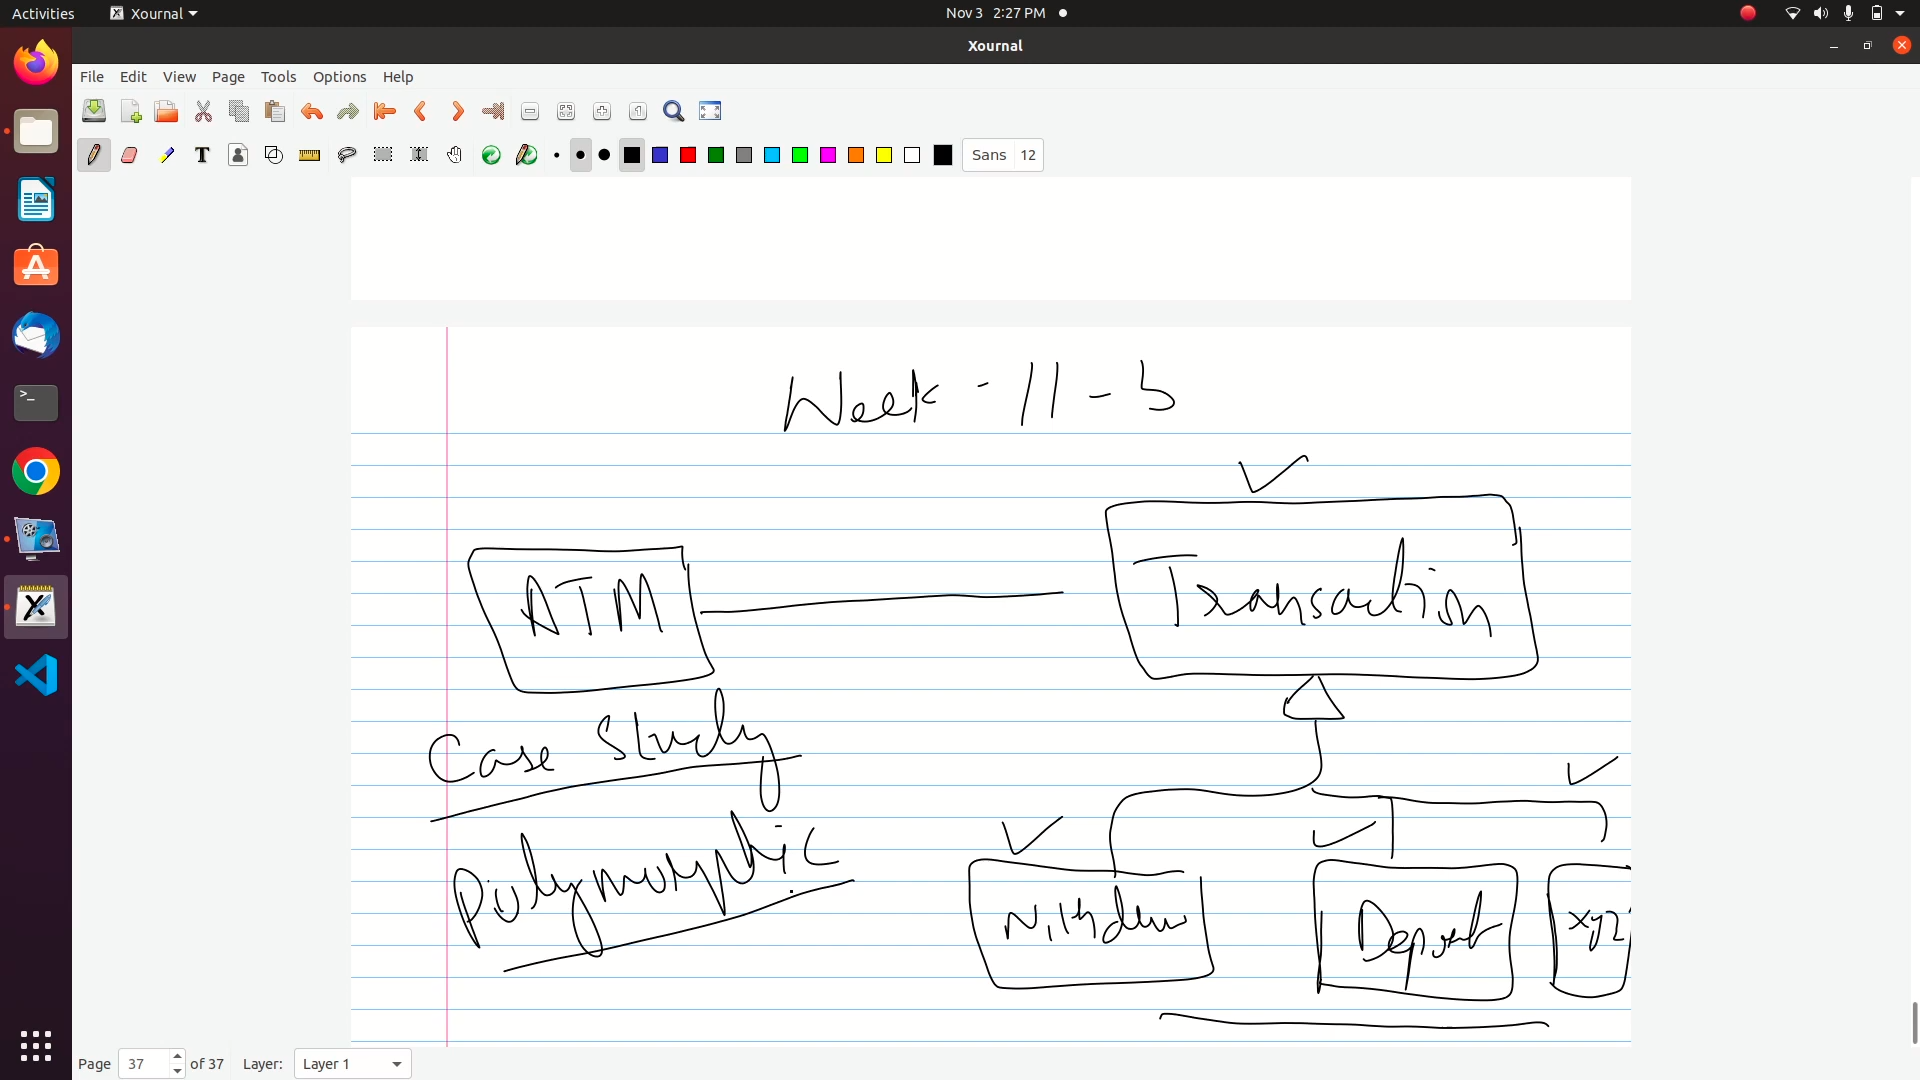 Activities
Xournal
Nov 3 2:27 PM
Xournal
File Edit View Page Tools Options Help
Sans 12
Week - 11 - 3
ATM
Transaction
Case Study
Polymorphic
Withdraw
Deposit
xyz
Page 37 of 37 Layer: Layer 1